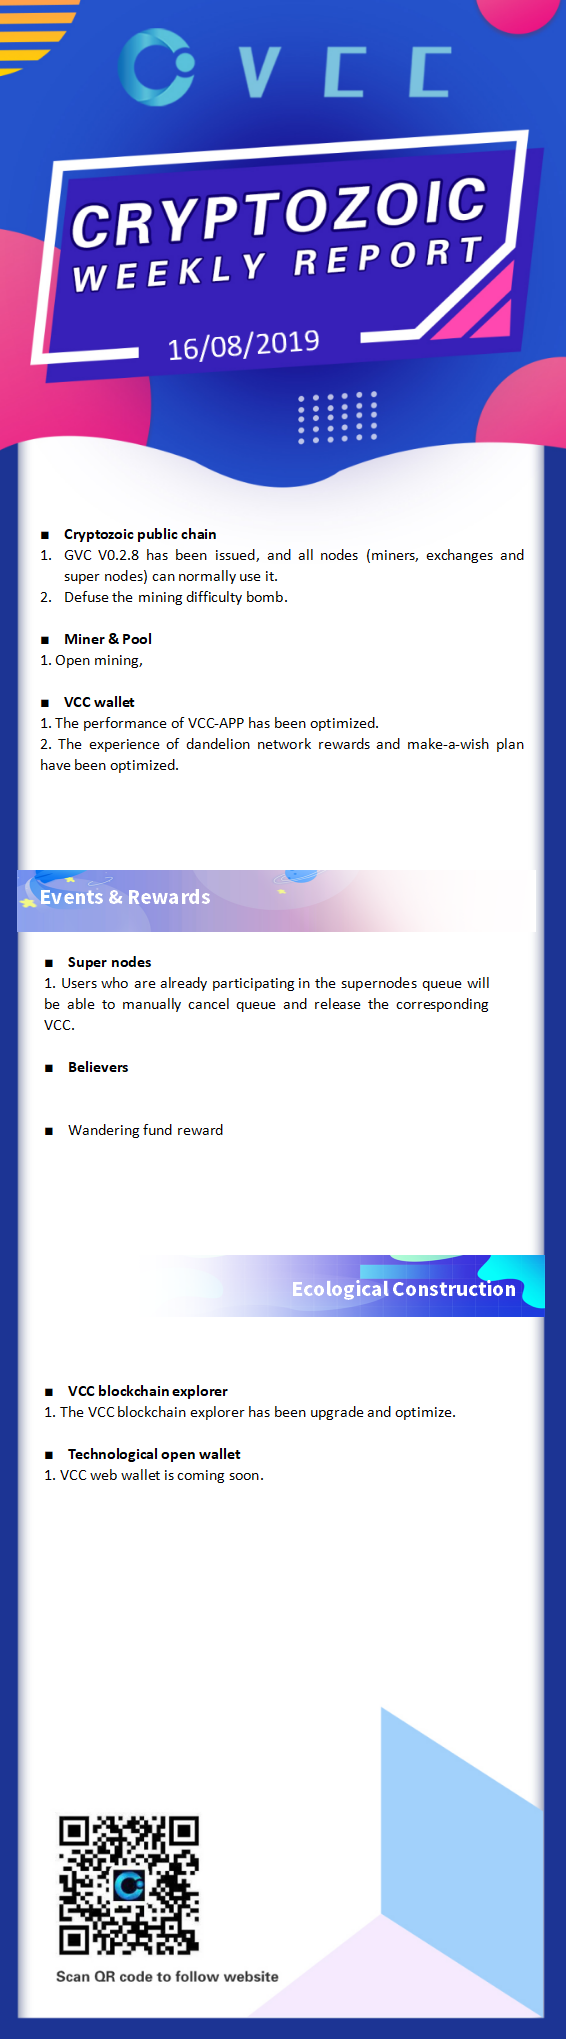 VCC
CRYPTOZOIC
WEEKLY REPORT
16/08/2019
■ Cryptozoic public chain
1. GVC V0.2.8 has been issued, and all nodes (miners, exchanges and
super nodes) can normally use it.
2. Defuse the mining difficulty bomb.
■ Miner & Pool
1. Open mining,
■ VCC wallet
1. The performance of VCC-APP has been optimized.
2. The experience of dandelion network rewards and make-a-wish plan
have been optimized.
Events & Rewards
■ Super nodes
1. Users who are already participating in the supernodes queue will
be able to manually cancel queue and release the corresponding
VCC.
■ Believers
■ Wandering fund reward
Ecological Construction
■ VCC blockchain explorer
1. The VCC blockchain explorer has been upgrade and optimize.
■ Technological open wallet
1. VCC web wallet is coming soon.
Scan QR code to follow website